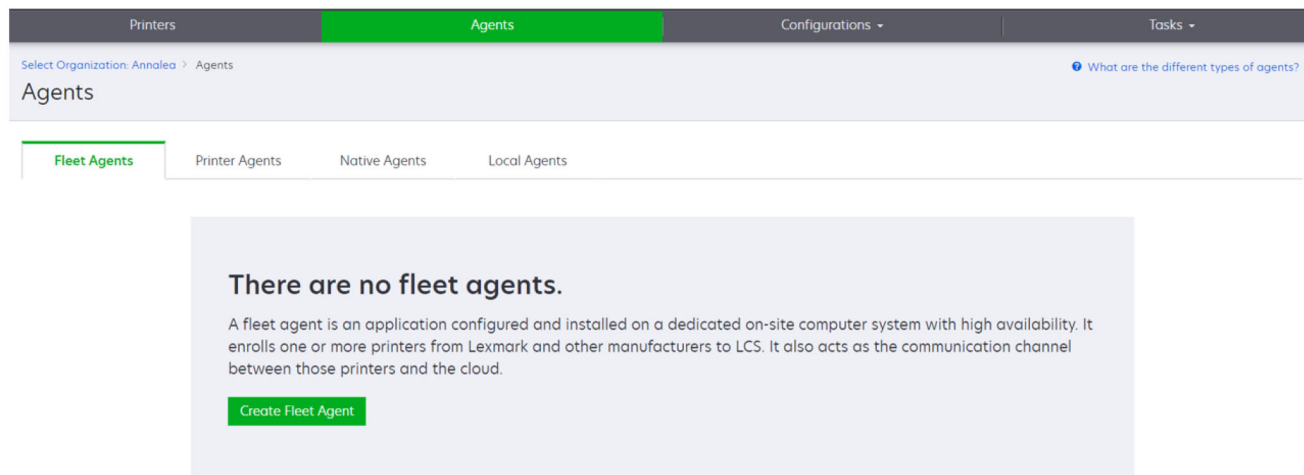 Printers
Agents
Configurations
Tasks
Select Organization: Annalea > Agents
What are the different types of agents?
Agents
Fleet Agents
Printer Agents
Native Agents
Local Agents
There are no fleet agents.
A fleet agent is an application configured and installed on a dedicated on-site computer system with high availability. It
enrolls one or more printers from Lexmark and other manufacturers to LCS. It also acts as the communication channel
between those printers and the cloud.
Create Fleet Agent